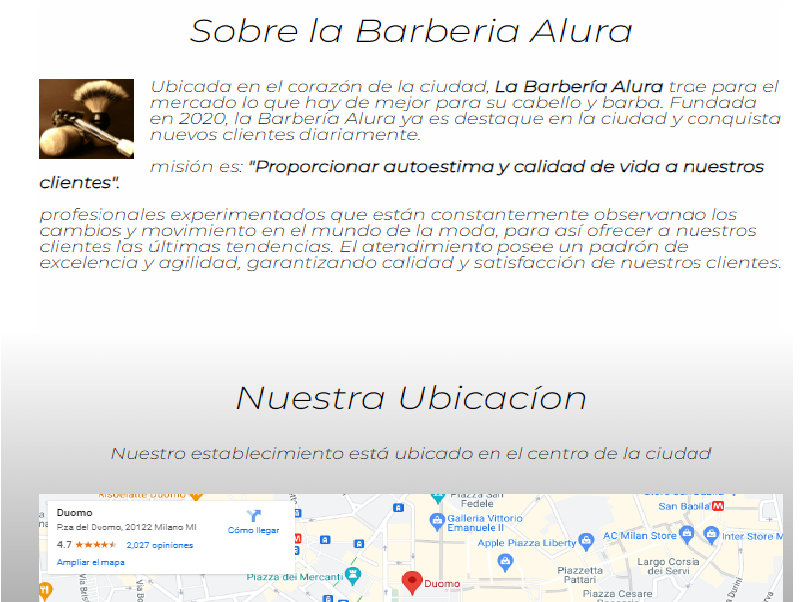 Sobre la Barberia Alura
Ubicada en el corazón de la ciudad, La Barbería Alura trae para el
mercado lo que hay de mejor para su cabello y barba. Fundada
en 2020, la Barbería Alura ya es destaque en la ciudad y conquista
nuevos clientes diariamente.
misión es: "Proporcionar autoestima y calidad de vida a nuestros
clientes".
profesionales experimentados que están constantemente observando los
cambios y movimiento en el mundo de la moda, para así ofrecer a nuestros
clientes las últimas tendencias. El atendimiento posee un padrón de
excelencia y agilidad, garantizando calidad y satisfacción de nuestros clientes.
Nuestra Ubicacíon
Nuestro establecimiento está ubicado en el centro de la ciudad
Duomo
P.za del Duomo, 20122 Milano MI
4.7 2,027 opiniones
Ampliar el mapa
Cómo llegar
Piazza San
Fedele
San Babila
Galleria Vittorio
Emanuele II
Apple Piazza Liberty
AC Milan Store
Inter Store M
Piazza dei Mercanti
Duomo
Piazzetta
Pattari
Largo Corsia
dei Servi
Piazza Cesare